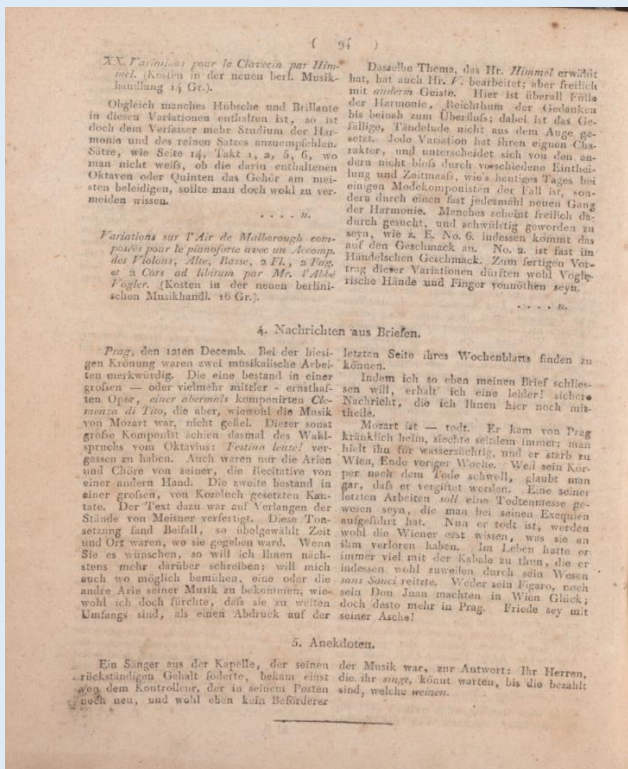 ( 94 )
XX Variations pour le Clavecin par Him-
mel. (Kosten in der neuen berl. Musik-
handlung 14 Gr.).
Obgleich manches Hübsche und Brillante
in diesen Variationen enthalten ist, so ist
doch dem Verfasser mehr Studium der Har-
monie und des reinen Satzes anzuempfehlen.
Sätze, wie Seite 14, Takt 1, 2, 5, 6, wo
man nicht weiß, ob die darin enthaltenen
Oktaven oder Quinten das Gehör am mei-
sten beleidigen, sollte man doch wohl zu ver-
meiden wissen.
. . . . n.
Variations sur l'Air de Malborough com-
posées pour le pianoforte avec un Accomp.
des Violons, Alte, Basse, 2 Fl., 2 Fag.
et 2 Cors ad libitum par Mr. l'Abbé
Vogler. (Kosten in der neuen berlini-
schen Musikhandl. 16 Gr.).
Dasselbe Thema, das Hr. Himmel erwählt
hat, hat auch Hr. V. bearbeitet; aber freilich
mit anderm Geiste. Hier ist überall Fülle
der Harmonie, Reichthum der Gedanken
bis beinah zum Überfluß; dabei ist das Ge-
fällige, Tändelnde nicht aus dem Auge ge-
setzt. Jede Variation hat ihren eignen Cha-
rakter, und unterscheidet sich von den an-
dern nicht bloß durch verschiedene Einthei-
lung und Zeitmaaß, wie's heutiges Tages bei
einigen Modekomponisten der Fall ist, son-
dern durch einen fast jedesmahl neuen Gang
der Harmonie. Manches scheint freilich da-
durch gesucht, und schwülstig geworden zu
seyn, wie z. E. No. 6. indessen kommt das
auf den Geschmack an. No. 2. ist fast im
Händelschen Geschmack. Zum fertigen Vor-
trag dieser Variationen dürften wohl Vogle-
rische Hände und Finger vonnöthen seyn.
. . . . n.
4. Nachrichten aus Briefen.
Prag, den 12ten Decemb. Bei der hiesi-
gen Krönung waren zwei musikalische Arbei-
ten merkwürdig. Die eine bestand in einer
großen — oder vielmehr mittler - ernsthaf-
ten Oper, einer abermals komponirten Cle-
menza di Tito, die aber, wiewohl die Musik
von Mozart war, nicht gefiel. Dieser sonst
große Komponist schien dasmal des Wahl-
spruchs vom Oktavius: Festina lente! ver-
gessen zu haben. Auch waren nur die Arien
und Chöre von seiner, die Recitative von
einer andern Hand. Die zweite bestand in
einer großen, von Kozeluch gesetzten Kan-
tate. Der Text dazu war auf Verlangen der
Stände von Meisner verfertigt. Diese Ton-
setzung fand Beifall, so übelgewählt Zeit
und Ort waren, wo sie gegeben ward. Wenn
Sie es wünschen, so will ich Ihnen näch-
stens mehr darüber schreiben; will mich
auch wo möglich bemühen, eine oder die
andre Arie seiner Musik zu bekommen, wie-
wohl ich doch fürchte, daß sie zu weiten
Umfangs sind, als einen Abdruck auf der
letzten Seite ihres Wochenblatts finden zu
können.
Indem ich so eben meinen Brief schlies-
sen will, erhalt' ich eine leider! sichere
Nachricht, die ich Ihnen hier noch mit-
theile.
Mozart ist — todt. Er kam von Prag
kränklich heim, siechte seitdem immer; man
hielt ihn für wassersüchtig, und er starb zu
Wien, Ende voriger Woche. Weil sein Kör-
per nach dem Tode schwoll, glaubt man
gar, daß er vergiftet worden. Eine seiner
letzten Arbeiten soll eine Todtenmesse ge-
wesen seyn, die man bei seinen Exequien
aufgeführt hat. Nun er todt ist, werden
wohl die Wiener erst wissen, was sie an
ihm verloren haben. Im Leben hatte er
immer viel mit der Kabale zu thun, die er
indessen wohl zuweilen durch sein Wesen
sans Souci reitzte. Weder sein Figaro, noch
sein Don Juan machten in Wien Glück;
doch desto mehr in Prag. Friede sey mit
seiner Asche!
5. Anekdoten.
Ein Sänger aus der Kapelle, der seinen
rückständigen Gehalt foderte, bekam einst
von dem Kontrolleur, der in seinem Posten
noch neu, und wohl eben kein Beförderer
der Musik war, zur Antwort: Ihr Herren,
die ihr singt, könnt warten, bis die bezahlt
sind, welche weinen.